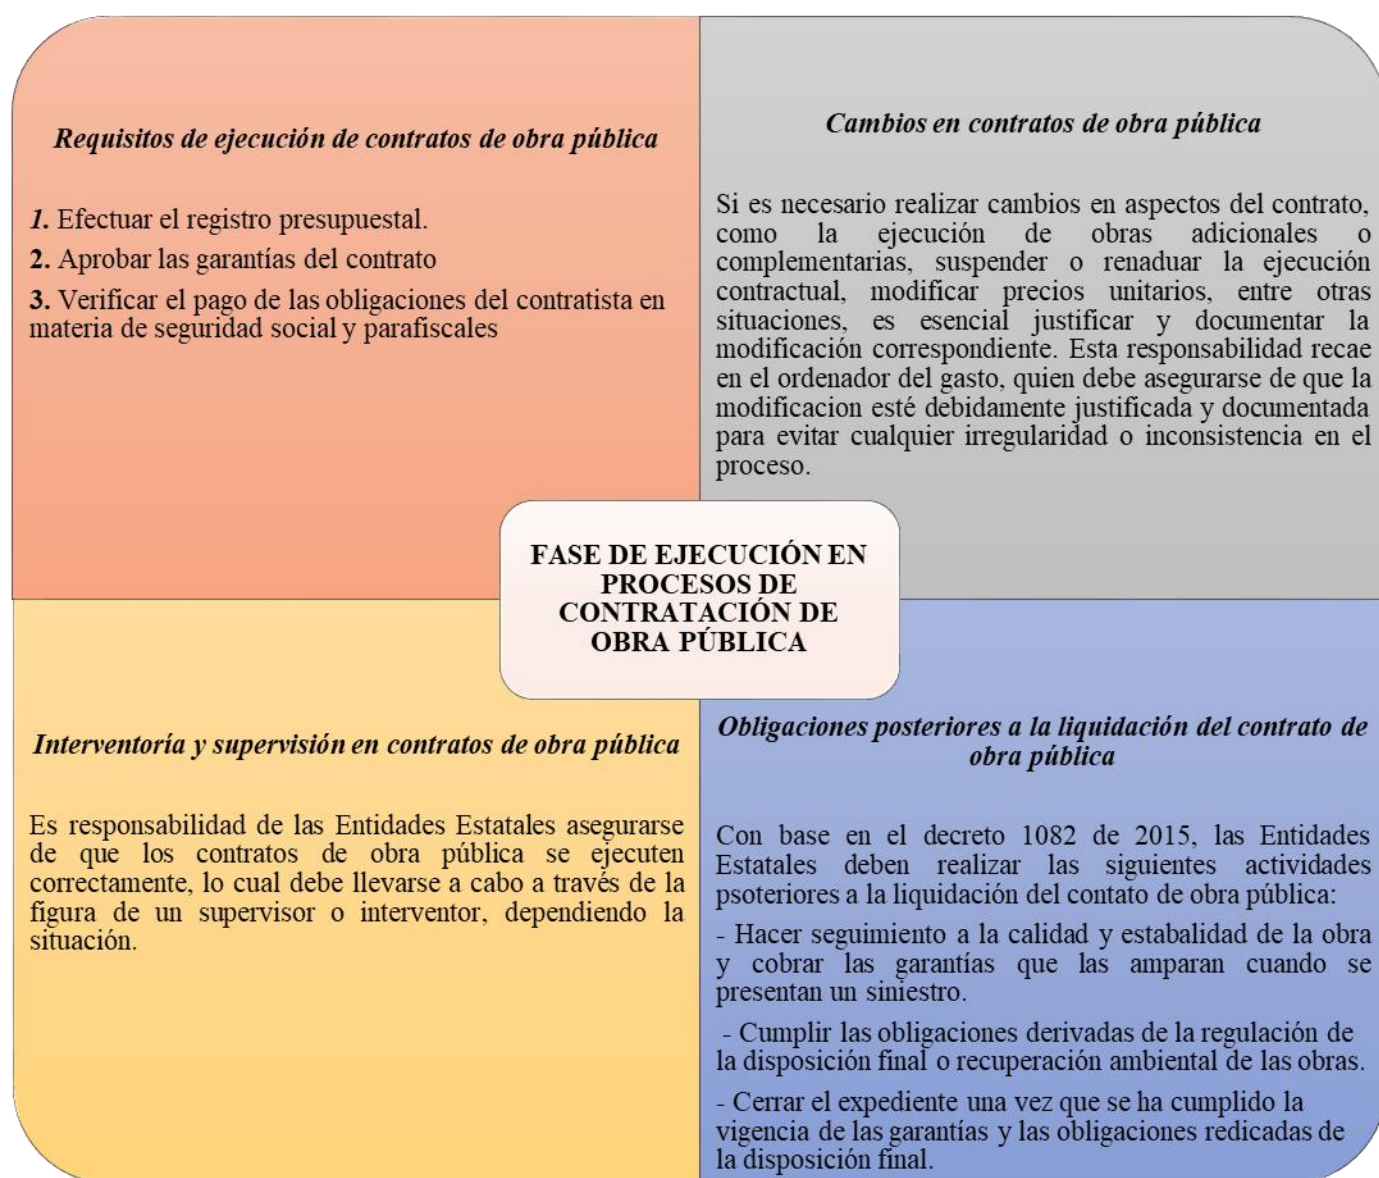 Requisitos de ejecución de contratos de obra pública
1. Efectuar el registro presupuestal.
2. Aprobar las garantías del contrato
3. Verificar el pago de las obligaciones del contratista en
materia de seguridad social y parafiscales
Cambios en contratos de obra pública
Si es necesario realizar cambios en aspectos del contrato,
como la ejecución de obras adicionales o
complementarias, suspender o renaduar la ejecución
contractual, modificar precios unitarios, entre otras
situaciones, es esencial justificar y documentar la
modificación correspondiente. Esta responsabilidad recae
en el ordenador del gasto, quien debe asegurarse de que la
modificacion esté debidamente justificada y documentada
para evitar cualquier irregularidad o inconsistencia en el
proceso.
FASE DE EJECUCIÓN EN
PROCESOS DE
CONTRATACIÓN DE
OBRA PÚBLICA
Interventoría y supervisión en contratos de obra pública
Es responsabilidad de las Entidades Estatales asegurarse
de que los contratos de obra pública se ejecuten
correctamente, lo cual debe llevarse a cabo a través de la
figura de un supervisor o interventor, dependiendo la
situación.
Obligaciones posteriores a la liquidación del contrato de
obra pública
Con base en el decreto 1082 de 2015, las Entidades
Estatales deben realizar las siguientes actividades
psoteriores a la liquidación del contato de obra pública:
- Hacer seguimiento a la calidad y estabalidad de la obra
y cobrar las garantías que las amparan cuando se
presentan un siniestro.
- Cumplir las obligaciones derivadas de la regulación de
la disposición final o recuperación ambiental de las obras.
- Cerrar el expediente una vez que se ha cumplido la
vigencia de las garantías y las obligaciones redicadas de
la disposición final.